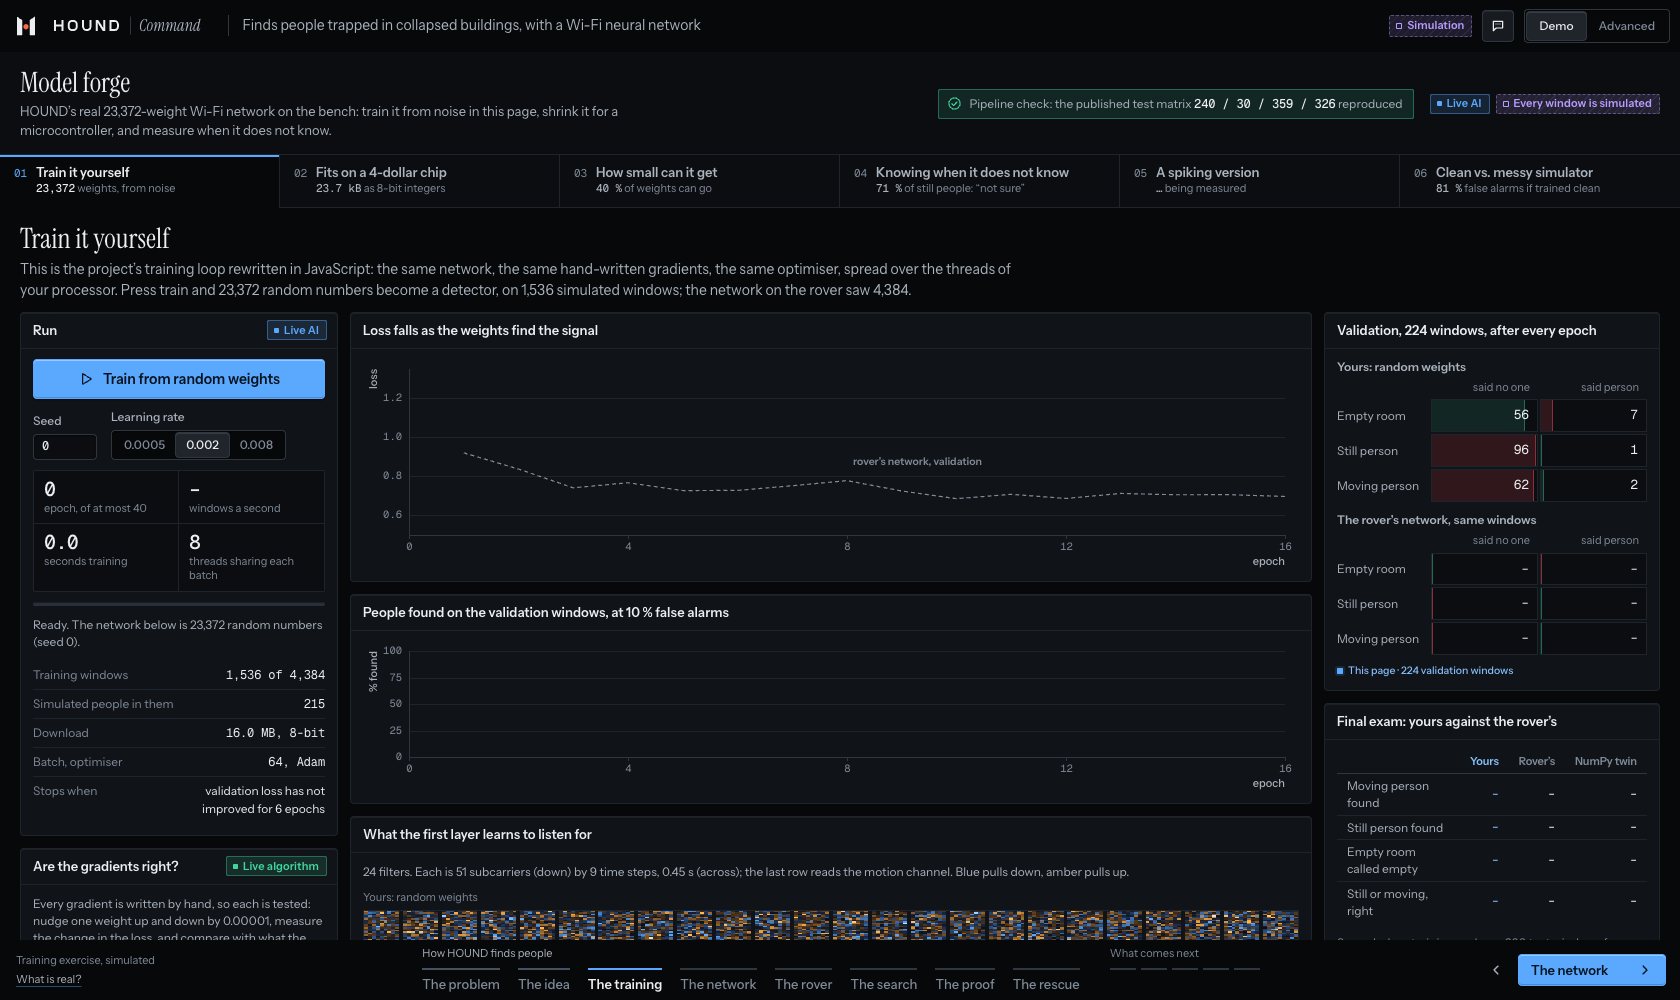 HOUND Command
Finds people trapped in collapsed buildings, with a Wi-Fi neural network
Simulation
Demo
Advanced
Model forge
HOUND's real 23,372-weight Wi-Fi network on the bench: train it from noise in this page, shrink it for a
microcontroller, and measure when it does not know.
Pipeline check: the published test matrix 240 / 30 / 359 / 326 reproduced
Live AI
Every window is simulated
01 Train it yourself
23,372 weights, from noise
02 Fits on a 4-dollar chip
23.7 kB as 8-bit integers
03 How small can it get
40 % of weights can go
04 Knowing when it does not know
71 % of still people: "not sure"
05 A spiking version
… being measured
06 Clean vs. messy simulator
81 % false alarms if trained clean
Train it yourself
This is the project's training loop rewritten in JavaScript: the same network, the same hand-written gradients, the same optimiser, spread over the threads of
your processor. Press train and 23,372 random numbers become a detector, on 1,536 simulated windows; the network on the rover saw 4,384.
Run
Live AI
Train from random weights
Seed
0
Learning rate
0.0005
0.002
0.008
0
epoch, of at most 40
–
windows a second
0.0
seconds training
8
threads sharing each
batch
Ready. The network below is 23,372 random numbers
(seed 0).
Training windows 1,536 of 4,384
Simulated people in them 215
Download 16.0 MB, 8-bit
Batch, optimiser 64, Adam
Stops when validation loss has not
improved for 6 epochs
Are the gradients right?
Live algorithm
Every gradient is written by hand, so each is tested:
nudge one weight up and down by 0.00001, measure
the change in the loss, and compare with what the
Loss falls as the weights find the signal
loss
1.2
1.0
0.8
0.6
rover's network, validation
0 4 8 12 16
epoch
People found on the validation windows, at 10 % false alarms
% found
100
75
50
25
0
0 4 8 12 16
epoch
What the first layer learns to listen for
24 filters. Each is 51 subcarriers (down) by 9 time steps, 0.45 s (across); the last row reads the motion channel. Blue pulls down, amber pulls up.
Yours: random weights
Validation, 224 windows, after every epoch
Yours: random weights
said no one said person
Empty room 56 7
Still person 96 1
Moving person 62 2
The rover's network, same windows
said no one said person
Empty room – –
Still person – –
Moving person – –
This page · 224 validation windows
Final exam: yours against the rover's
Yours Rover's NumPy twin
Moving person
found – – –
Still person found – – –
Empty room
called empty – – –
Still or moving,
right – – –
Training exercise, simulated
What is real?
How HOUND finds people
The problem
The idea
The training
The network
The rover
The search
The proof
The rescue
What comes next
The network